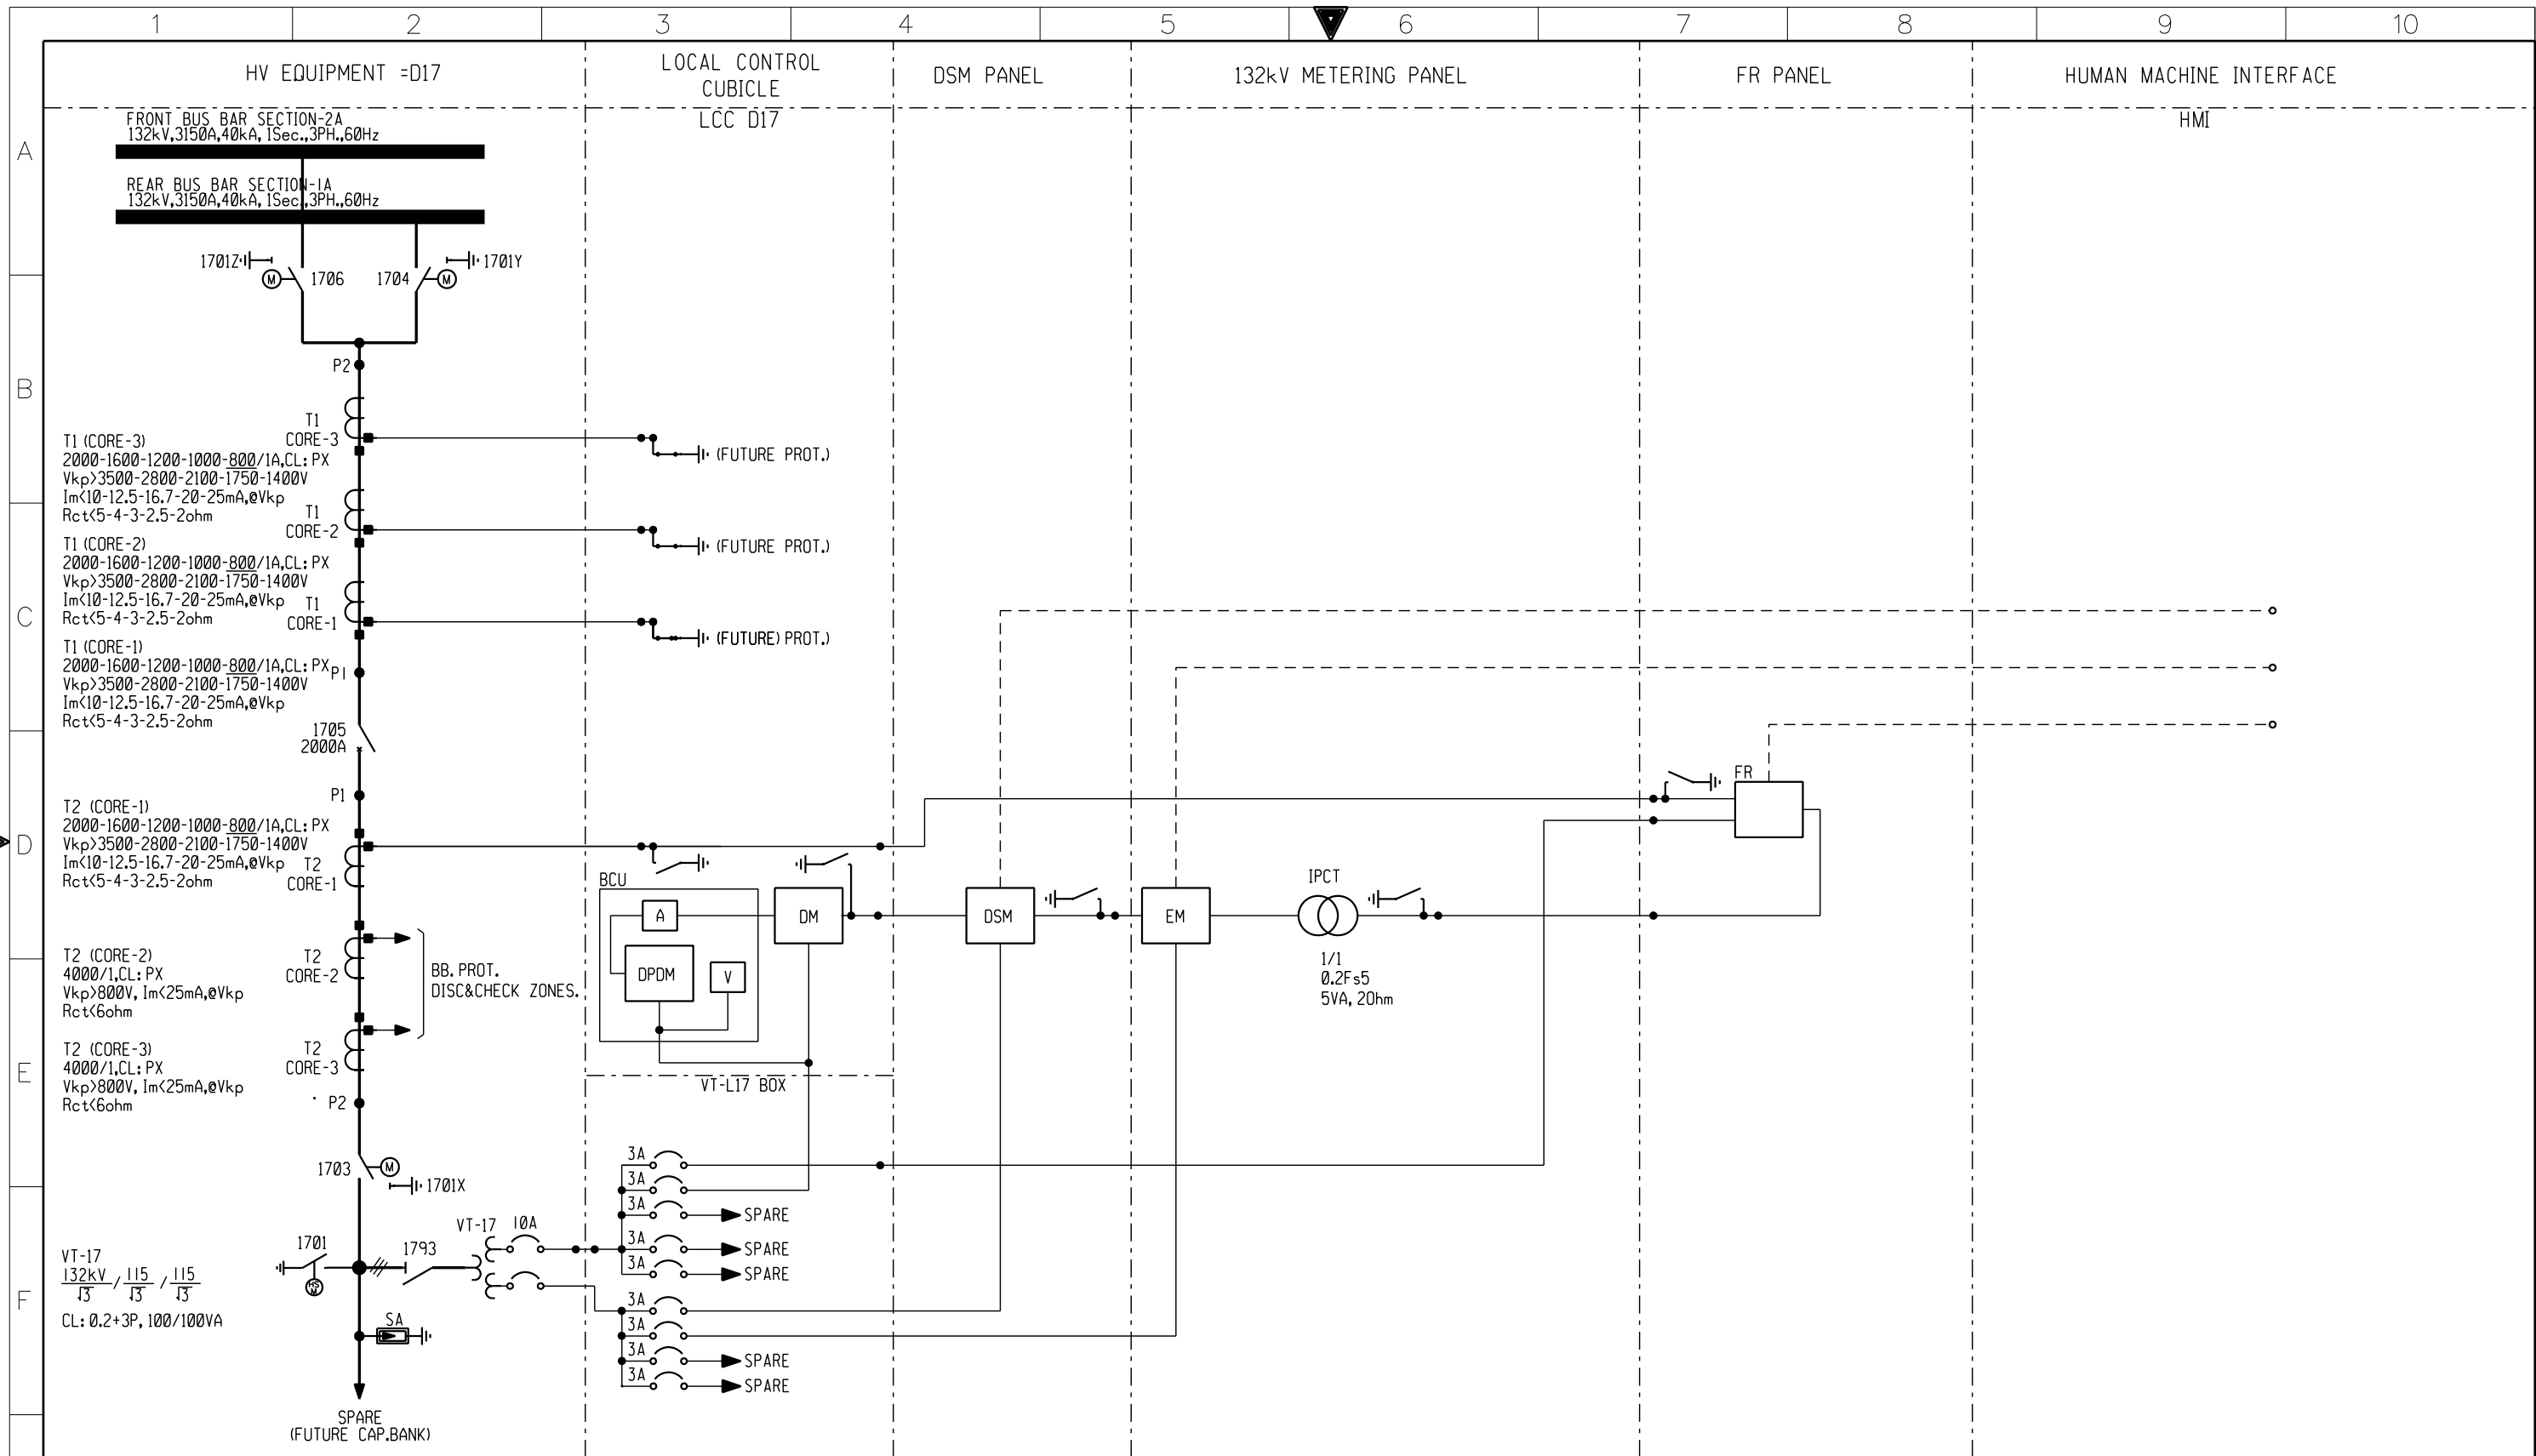 1 2 3 4 5 6 7 8 9 10
HV EQUIPMENT =D17
LOCAL CONTROL
CUBICLE
DSM PANEL
132kV METERING PANEL
FR PANEL
HUMAN MACHINE INTERFACE
LCC D17
HMI
A
FRONT BUS BAR SECTION-2A
132kV,3150A,40kA,1Sec.,3PH.,60Hz
REAR BUS BAR SECTION-1A
132kV,3150A,40kA,1Sec.,3PH.,60Hz
1701Z
M
1706
1704
M
1701Y
B
P2
T1
CORE-3
(FUTURE PROT.)
T1 (CORE-3)
2000-1600-1200-1000-800/1A,CL:PX
Vkp>3500-2800-2100-1750-1400V
Im<10-12.5-16.7-20-25mA,@Vkp
Rct<5-4-3-2.5-2ohm
T1
CORE-2
(FUTURE PROT.)
T1 (CORE-2)
2000-1600-1200-1000-800/1A,CL:PX
Vkp>3500-2800-2100-1750-1400V
Im<10-12.5-16.7-20-25mA,@Vkp
Rct<5-4-3-2.5-2ohm
C
T1
CORE-1
(FUTURE) PROT.)
T1 (CORE-1)
2000-1600-1200-1000-800/1A,CL:PX
Vkp>3500-2800-2100-1750-1400V
Im<10-12.5-16.7-20-25mA,@Vkp
Rct<5-4-3-2.5-2ohm
P1
1705
2000A
P1
FR
D
T2 (CORE-1)
2000-1600-1200-1000-800/1A,CL:PX
Vkp>3500-2800-2100-1750-1400V
Im<10-12.5-16.7-20-25mA,@Vkp
Rct<5-4-3-2.5-2ohm
T2
CORE-1
BCU
A
DM
DSM
EM
IPCT
1/1
0.2Fs5
5VA,2Ohm
DPDM
V
T2 (CORE-2)
4000/1,CL:PX
Vkp>800V,Im<25mA,@Vkp
Rct<6ohm
T2
CORE-2
BB.PROT.
DISC&CHECK ZONES.
E
T2 (CORE-3)
4000/1,CL:PX
Vkp>800V,Im<25mA,@Vkp
Rct<6ohm
T2
CORE-3
P2
VT-L17 BOX
1703
M
1701X
3A
3A
3A SPARE
3A SPARE
3A SPARE
3A
3A
3A SPARE
3A SPARE
F
VT-17
132kV/√3 / 115/√3 / 115/√3
CL:0.2+3P,100/100VA
1701
HS
M
1793
VT-17
10A
SA
SPARE
(FUTURE CAP.BANK)